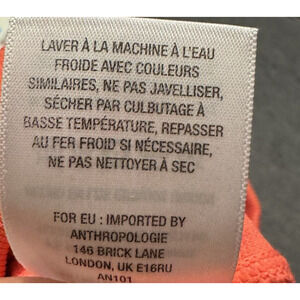 LAVER À LA MACHINE À L'EAU
FROIDE AVEC COULEURS
SIMILAIRES, NE PAS JAVELLISER,
SÉCHER PAR CULBUTAGE À
BASSE TEMPÉRATURE, REPASSER
AU FER FROID SI NÉCESSAIRE,
NE PAS NETTOYER À SEC
FOR EU : IMPORTED BY
ANTHROPOLOGIE
146 BRICK LANE
LONDON, UK E16RU
AN101